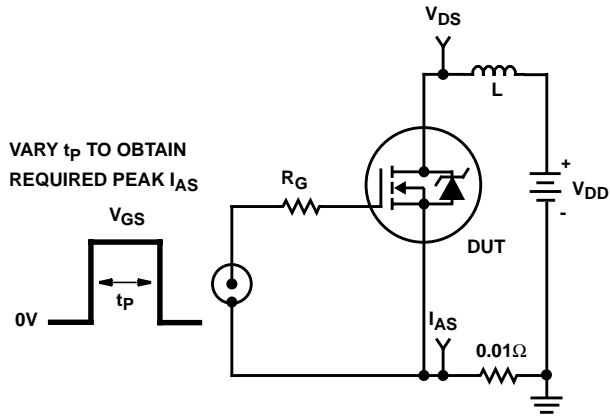 V_DS
L
VARY t_P TO OBTAIN
REQUIRED PEAK I_AS
R_G
+
V_DD
-
V_GS
DUT
t_P
0V
I_AS
0.01Ω